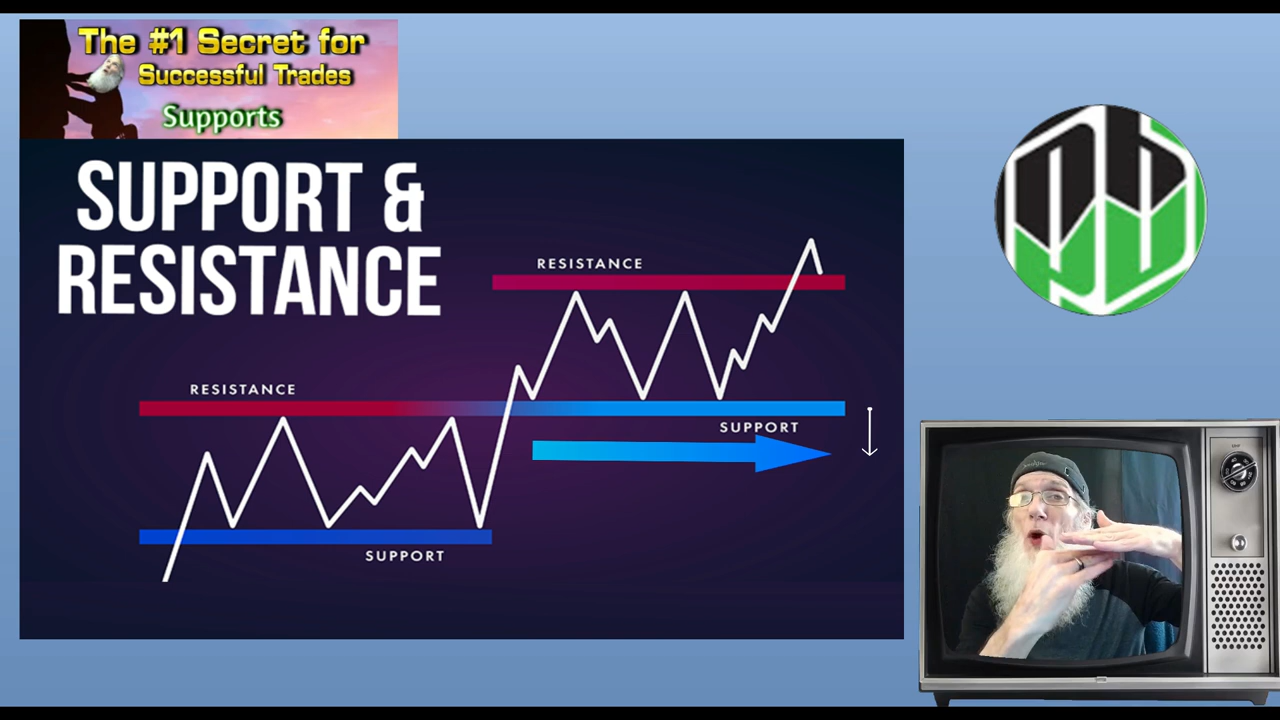 The #1 Secret for
Successful Trades
Supports
SUPPORT &
RESISTANCE
RESISTANCE
RESISTANCE
SUPPORT
SUPPORT